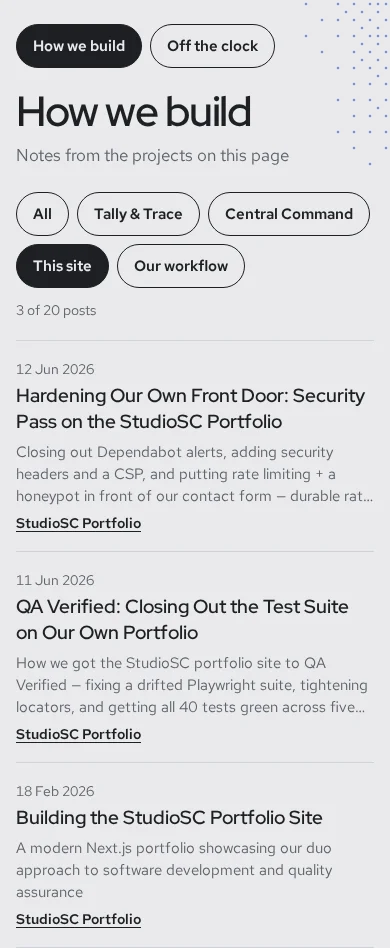 How we build Off the clock
How we build
Notes from the projects on this page
All Tally & Trace Central Command
This site Our workflow
3 of 20 posts
12 Jun 2026
Hardening Our Own Front Door: Security
Pass on the StudioSC Portfolio
Closing out Dependabot alerts, adding security
headers and a CSP, and putting rate limiting + a
honeypot in front of our contact form — durable rat…
StudioSC Portfolio
11 Jun 2026
QA Verified: Closing Out the Test Suite
on Our Own Portfolio
How we got the StudioSC portfolio site to QA
Verified — fixing a drifted Playwright suite, tightening
locators, and getting all 40 tests green across five…
StudioSC Portfolio
18 Feb 2026
Building the StudioSC Portfolio Site
A modern Next.js portfolio showcasing our duo
approach to software development and quality
assurance
StudioSC Portfolio